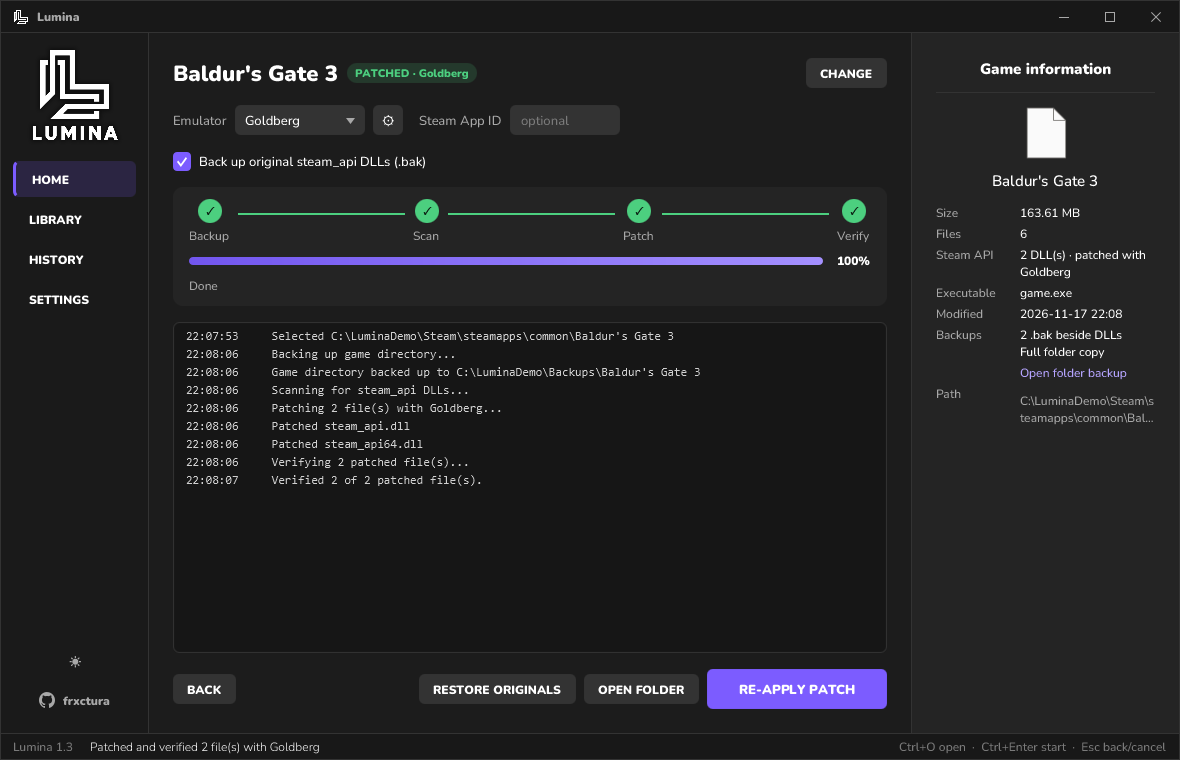 Lumina
LUMINA
HOME
LIBRARY
HISTORY
SETTINGS
frxctura
Baldur's Gate 3
PATCHED · Goldberg
CHANGE
Emulator
Goldberg
Steam App ID
optional
Back up original steam_api DLLs (.bak)
Backup
Scan
Patch
Verify
100%
Done
22:07:53 Selected C:\LuminaDemo\Steam\steamapps\common\Baldur's Gate 3
22:08:06 Backing up game directory...
22:08:06 Game directory backed up to C:\LuminaDemo\Backups\Baldur's Gate 3
22:08:06 Scanning for steam_api DLLs...
22:08:06 Patching 2 file(s) with Goldberg...
22:08:06 Patched steam_api.dll
22:08:06 Patched steam_api64.dll
22:08:06 Verifying 2 patched file(s)...
22:08:07 Verified 2 of 2 patched file(s).
BACK
RESTORE ORIGINALS
OPEN FOLDER
RE-APPLY PATCH
Game information
Baldur's Gate 3
Size 163.61 MB
Files 6
Steam API 2 DLL(s) · patched with
Goldberg
Executable game.exe
Modified 2026-11-17 22:08
Backups 2 .bak beside DLLs
Full folder copy
Open folder backup
Path C:\LuminaDemo\Steam\s
teamapps\common\Bal...
Lumina 1.3 Patched and verified 2 file(s) with Goldberg
Ctrl+O open · Ctrl+Enter start · Esc back/cancel